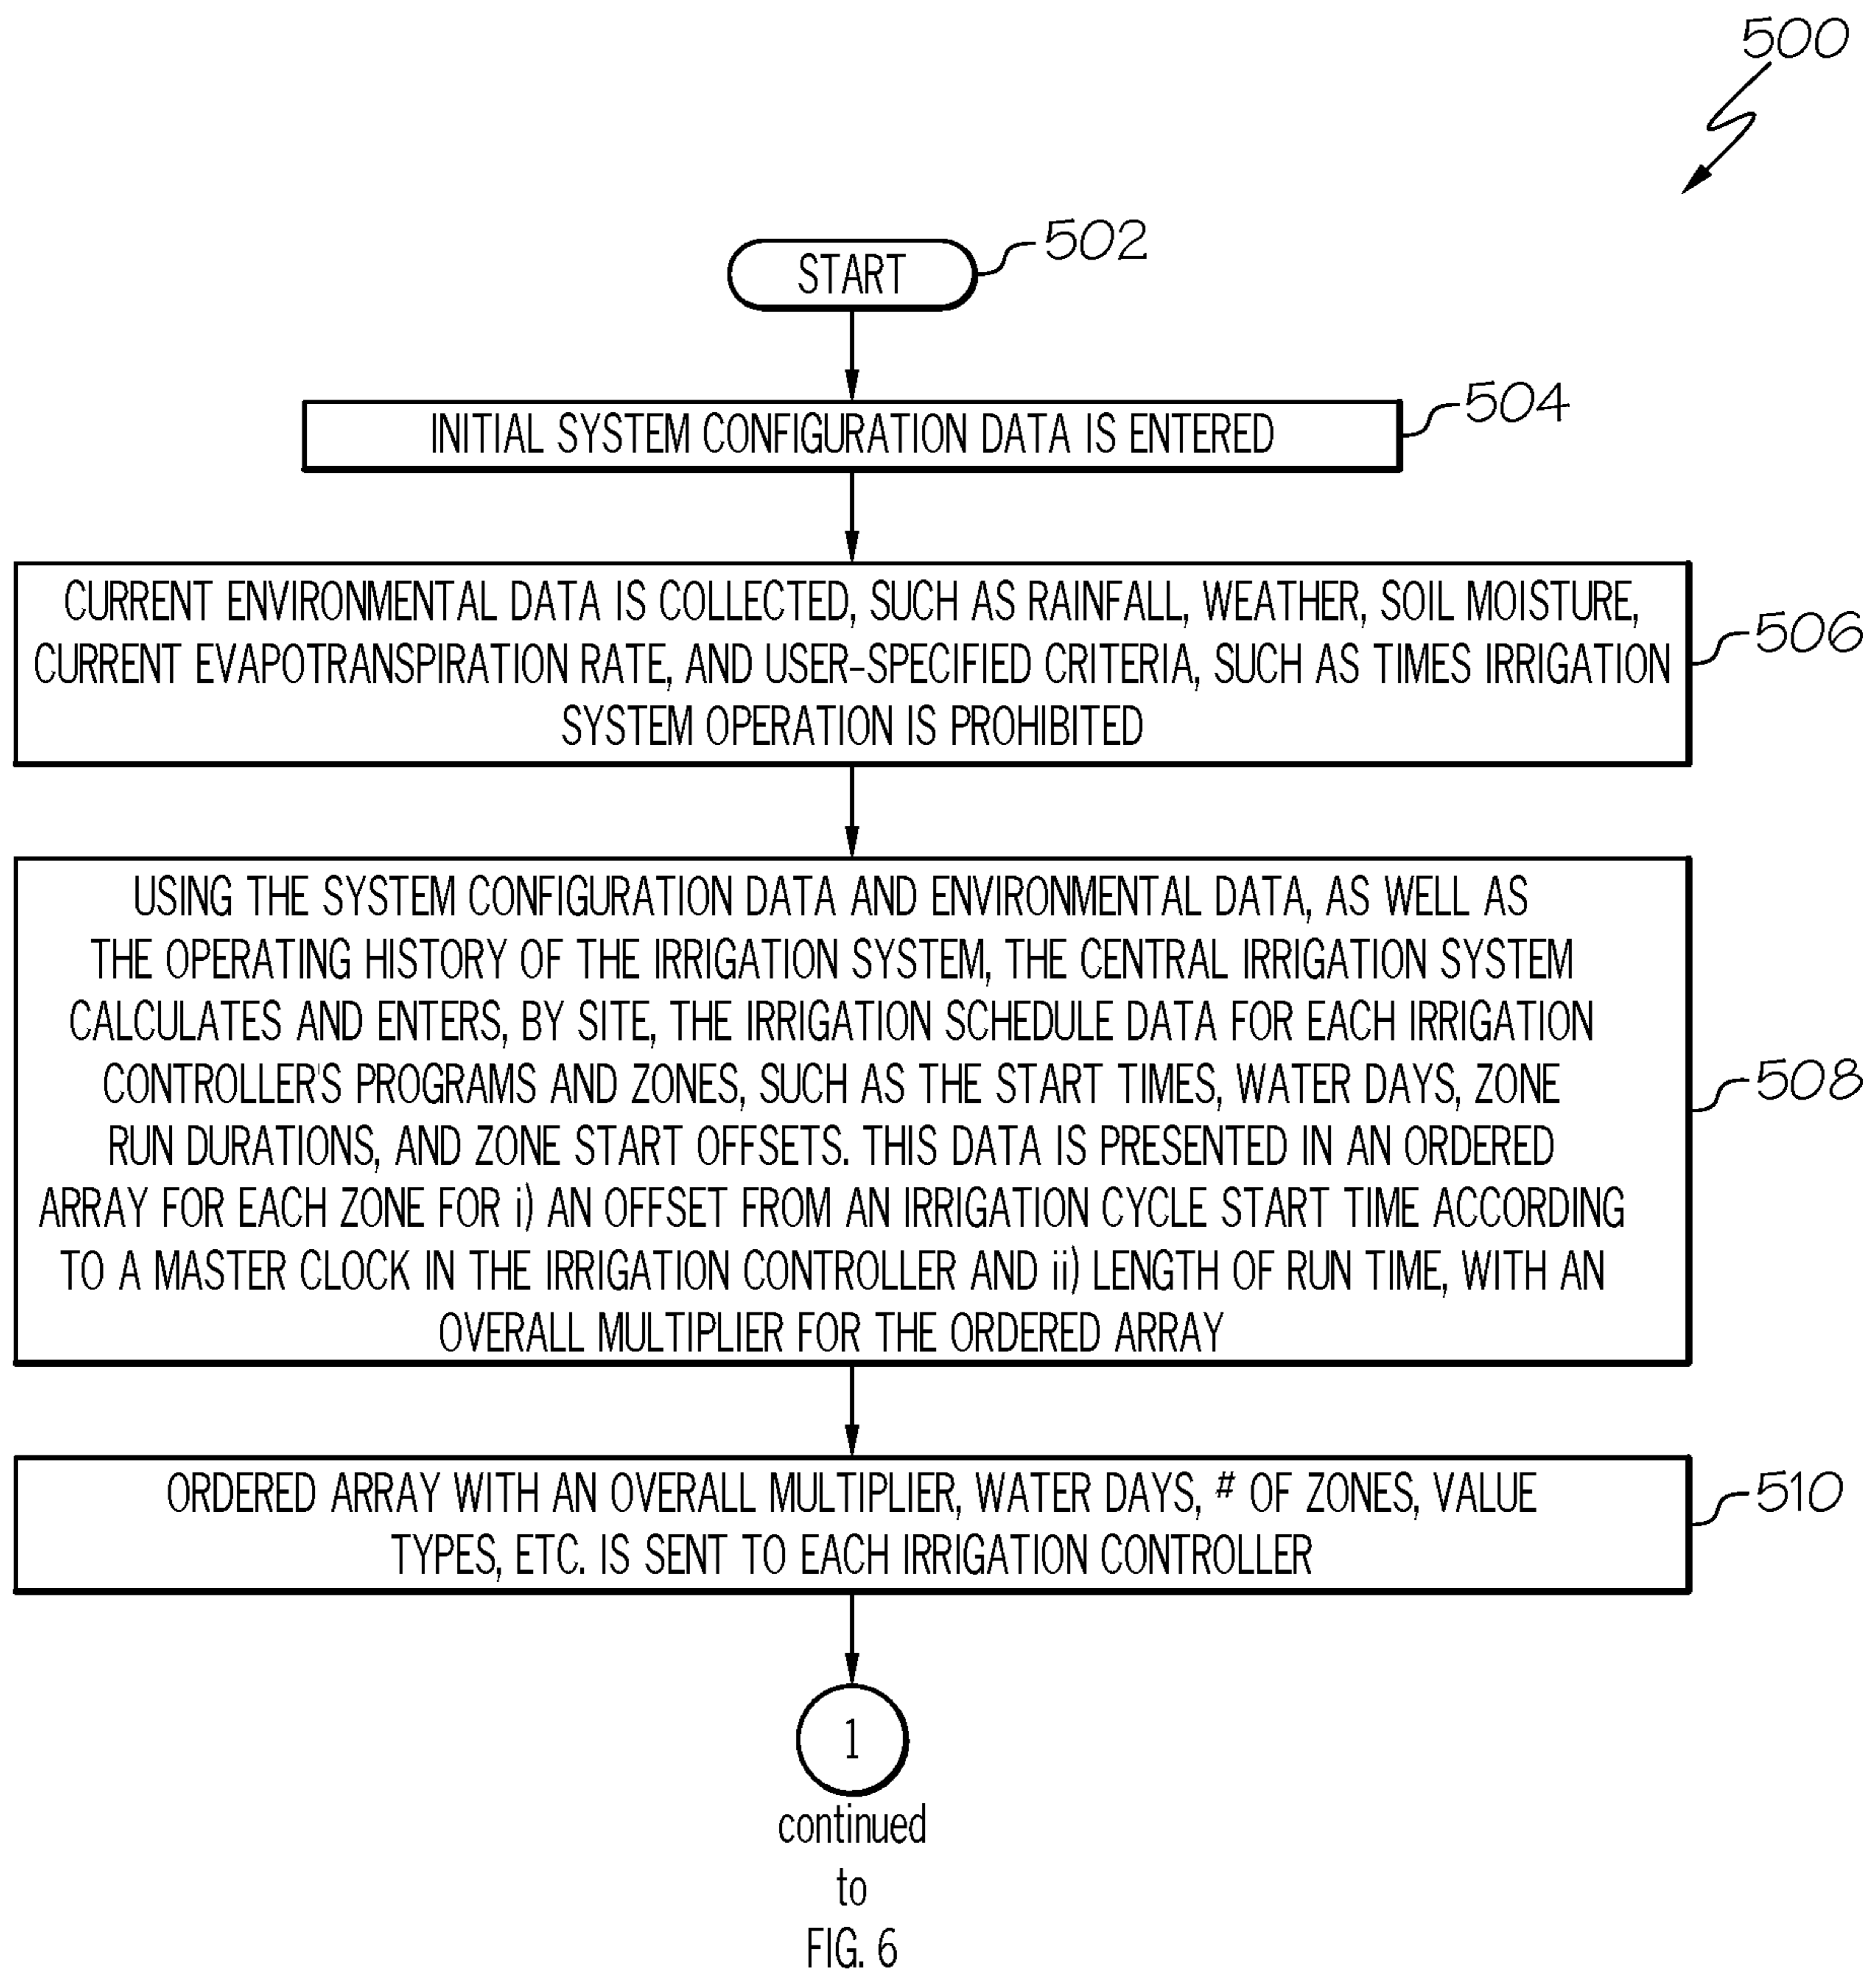 500
START
502
INITIAL SYSTEM CONFIGURATION DATA IS ENTERED
504
CURRENT ENVIRONMENTAL DATA IS COLLECTED, SUCH AS RAINFALL, WEATHER, SOIL MOISTURE,
CURRENT EVAPOTRANSPIRATION RATE, AND USER-SPECIFIED CRITERIA, SUCH AS TIMES IRRIGATION
SYSTEM OPERATION IS PROHIBITED
506
USING THE SYSTEM CONFIGURATION DATA AND ENVIRONMENTAL DATA, AS WELL AS
THE OPERATING HISTORY OF THE IRRIGATION SYSTEM, THE CENTRAL IRRIGATION SYSTEM
CALCULATES AND ENTERS, BY SITE, THE IRRIGATION SCHEDULE DATA FOR EACH IRRIGATION
CONTROLLER'S PROGRAMS AND ZONES, SUCH AS THE START TIMES, WATER DAYS, ZONE
RUN DURATIONS, AND ZONE START OFFSETS. THIS DATA IS PRESENTED IN AN ORDERED
ARRAY FOR EACH ZONE FOR i) AN OFFSET FROM AN IRRIGATION CYCLE START TIME ACCORDING
TO A MASTER CLOCK IN THE IRRIGATION CONTROLLER AND ii) LENGTH OF RUN TIME, WITH AN
OVERALL MULTIPLIER FOR THE ORDERED ARRAY
508
ORDERED ARRAY WITH AN OVERALL MULTIPLIER, WATER DAYS, # OF ZONES, VALUE
TYPES, ETC. IS SENT TO EACH IRRIGATION CONTROLLER
510
1
continued
to
FIG. 6